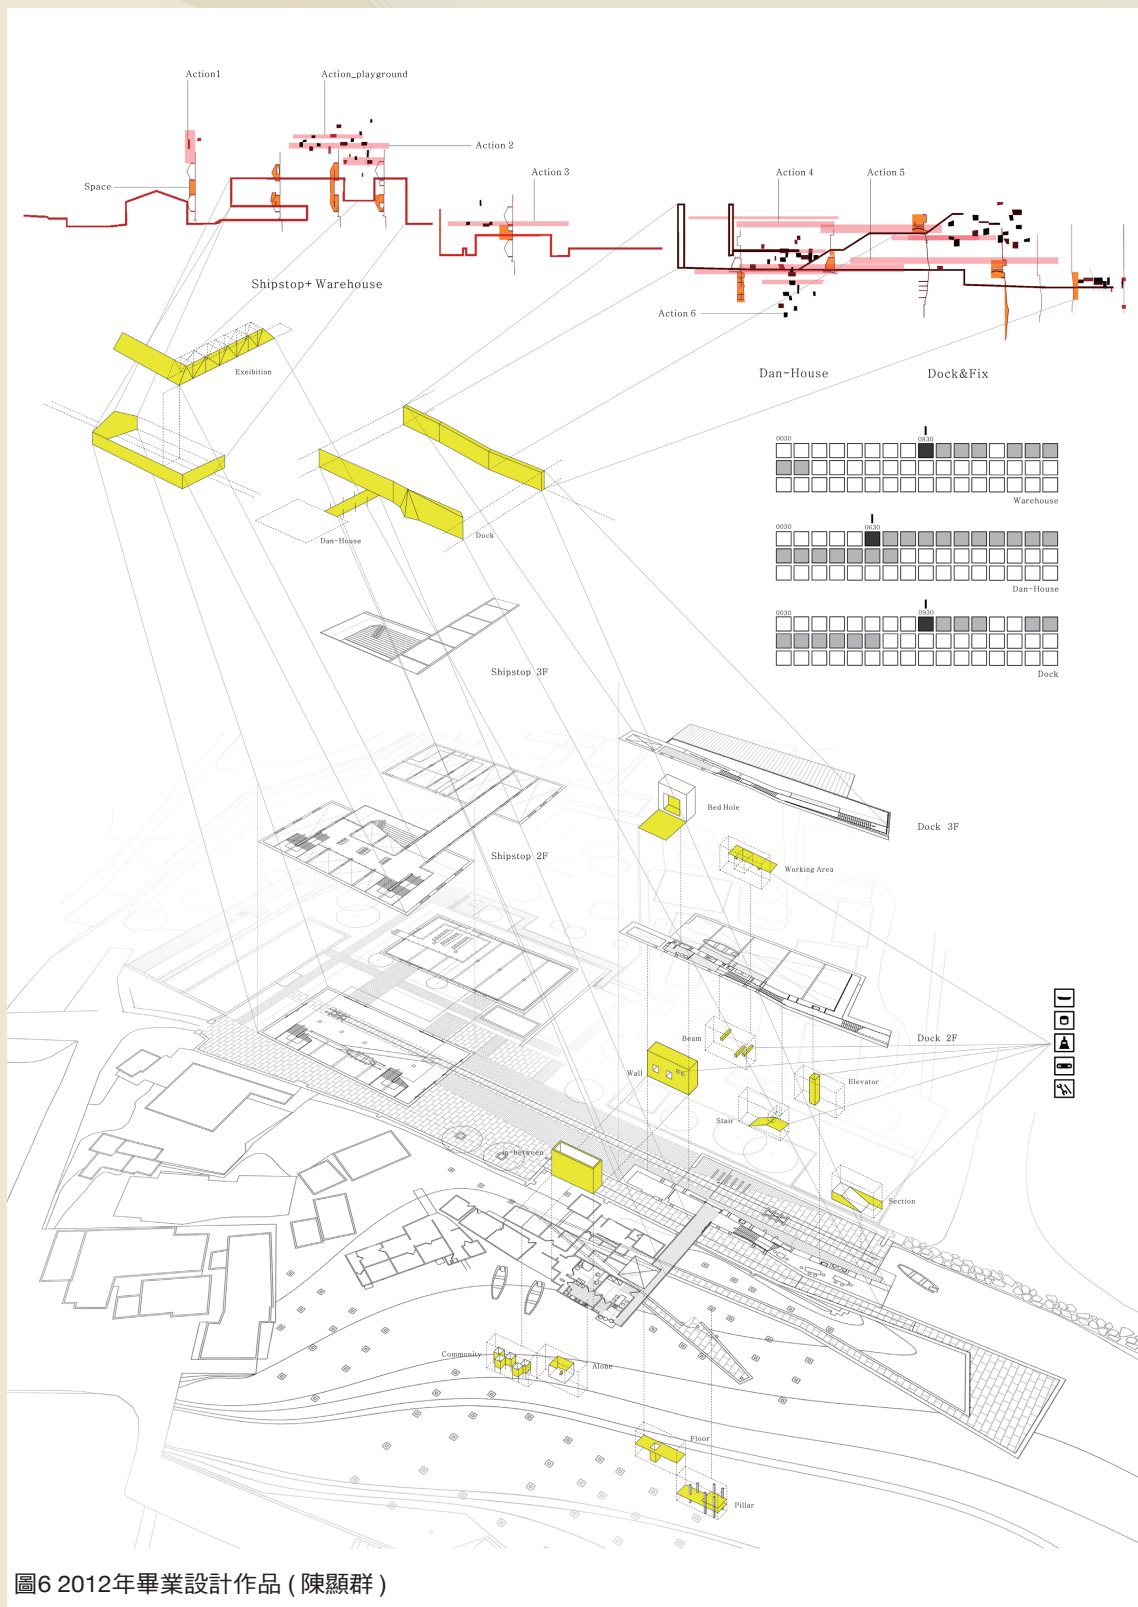 Action1
Action_playground
Action 2
Space
Action 3
Action 4
Action 5
Action 6
Shipstop+ Warehouse
Dan-House
Dock&Fix
Exeibition
Dan-House
Dock
0030
0830
Warehouse
0030
0630
Dan-House
0030
0930
Dock
Shipstop 3F
Shipstop 2F
Bed Hole
Dock 3F
Working Area
Beam
Dock 2F
Wall
Elevator
Stair
in-between
Section
Community
Alone
Floor
Pillar
圖6 2012年畢業設計作品 ( 陳顯群 )